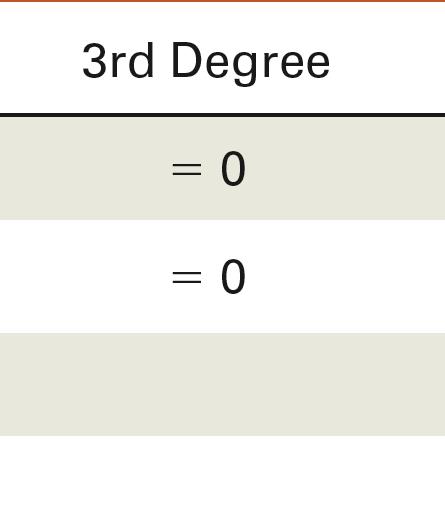 3rd Degree
= 0
= 0